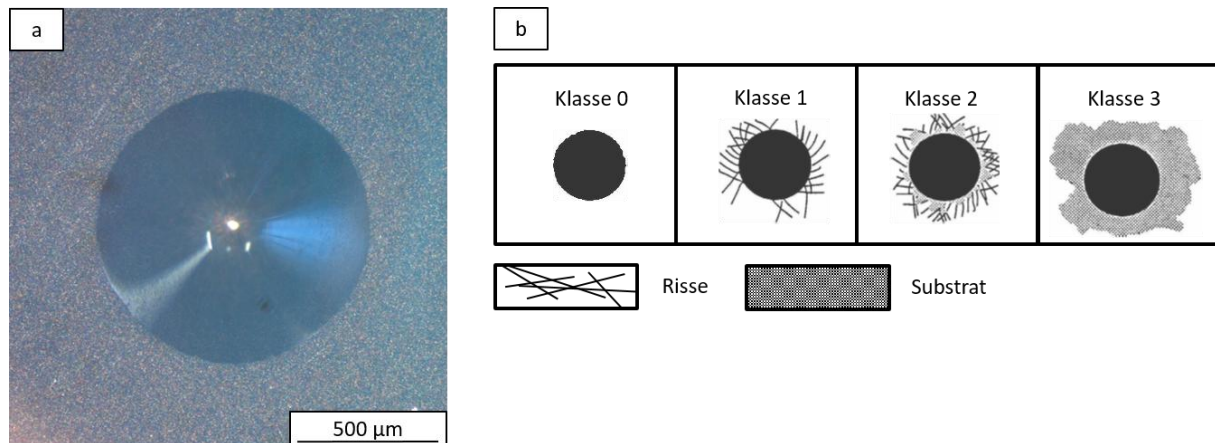 a
500 µm
b
Klasse 0
Klasse 1
Klasse 2
Klasse 3
Risse
Substrat